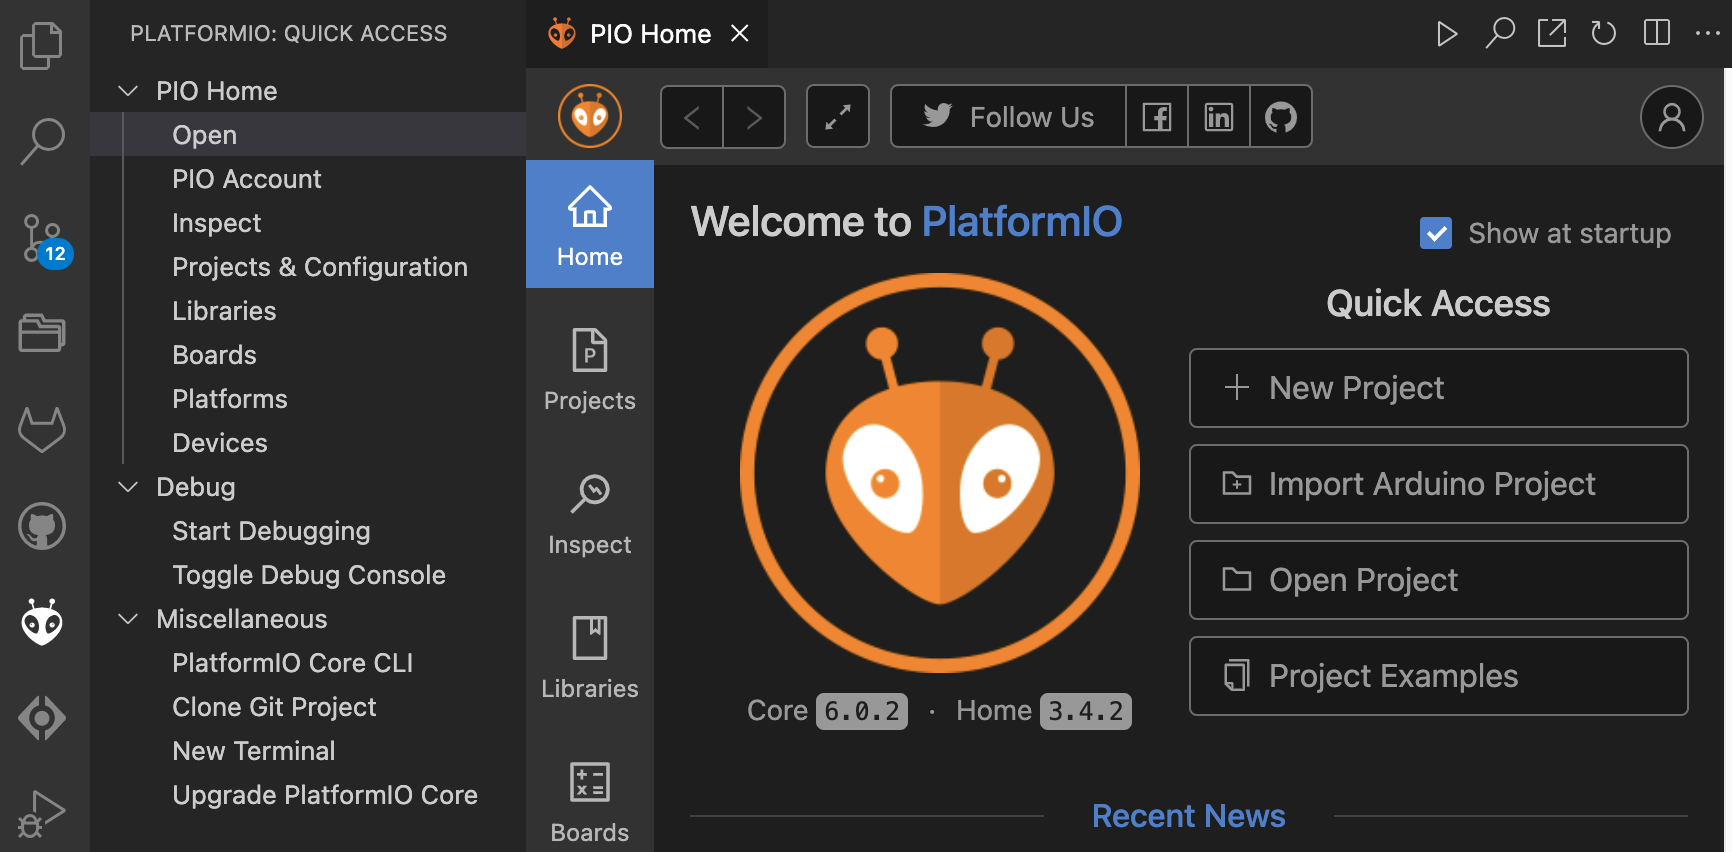 PLATFORMIO: QUICK ACCESS
PIO Home
Open
PIO Account
Inspect
Projects & Configuration
Libraries
Boards
Platforms
Devices
Debug
Start Debugging
Toggle Debug Console
Miscellaneous
PlatformIO Core CLI
Clone Git Project
New Terminal
Upgrade PlatformIO Core
12
PIO Home
Follow Us
Home
Projects
Inspect
Libraries
Boards
Welcome to PlatformIO
Show at startup
Core 6.0.2 · Home 3.4.2
Quick Access
New Project
Import Arduino Project
Open Project
Project Examples
Recent News